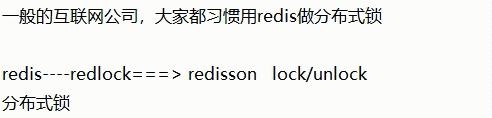 一般的互联网公司，大家都习惯用redis做分布式锁
redis----redlock===> redisson   lock/unlock
分布式锁